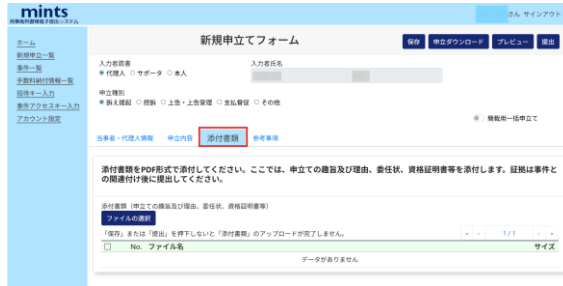 mints
民事裁判書類電子提出システム
さん サインアウト
ホーム
新規申立一覧
事件一覧
手数料納付情報一覧
招待キー入力
事件アクセスキー入力
アカウント設定
新規申立てフォーム
保存 申立ダウンロード プレビュー 提出
入力者肩書 入力者氏名
代理人 サポータ 本人
申立種別
訴え提起 控訴 上告・上告受理 支払督促 その他
簡裁用一括申立て
当事者・代理人情報 申立内容 添付書類 参考事項
添付書類をPDF形式で添付してください。ここでは、申立ての趣旨及び理由、委任状、資格証明書等を添付します。証拠は事件と
の関連付け後に提出してください。
添付書類（申立ての趣旨及び理由、委任状、資格証明書等）
ファイルの選択
「保存」または「提出」を押下しないと「添付書類」のアップロードが完了しません。
1/1
No. ファイル名 サイズ
データがありません